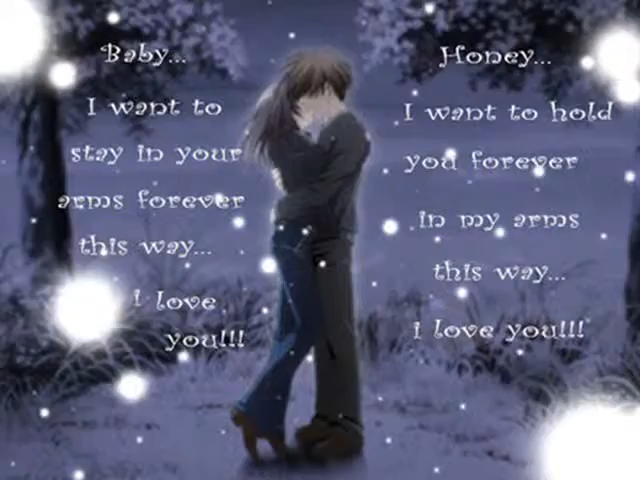 Baby...
I want to
stay in your
arms forever
this way...
i love
you!!!
Honey...
I want to hold
you forever
in my arms
this way...
i love you!!!